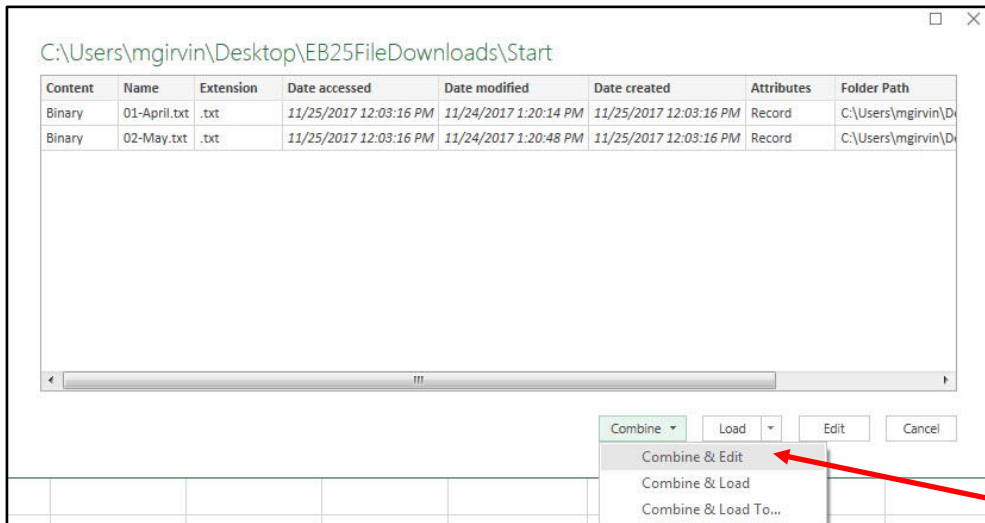 C:\Users\mgirvin\Desktop\EB25FileDownloads\Start
Content Name Extension Date accessed Date modified Date created Attributes Folder Path
Binary 01-April.txt .txt 11/25/2017 12:03:16 PM 11/24/2017 1:20:14 PM 11/25/2017 12:03:16 PM Record C:\Users\mgirvin\D
Binary 02-May.txt .txt 11/25/2017 12:03:16 PM 11/24/2017 1:20:48 PM 11/25/2017 12:03:16 PM Record C:\Users\mgirvin\D
Combine Load Edit Cancel
Combine & Edit
Combine & Load
Combine & Load To...